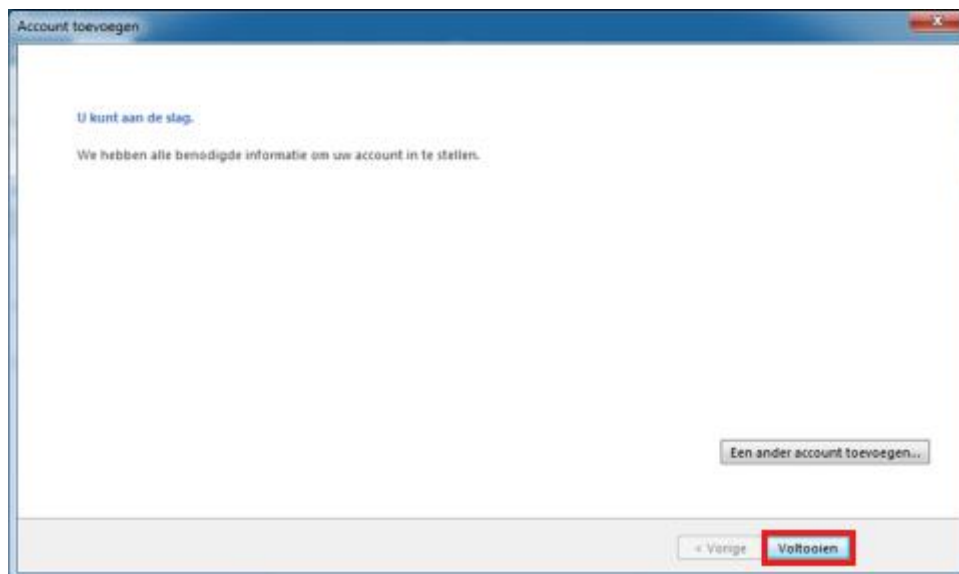 Account toevoegen
U kunt aan de slag.
We hebben alle benodigde informatie om uw account in te stellen.
Een ander account toevoegen...
< Vorige
Voltooien